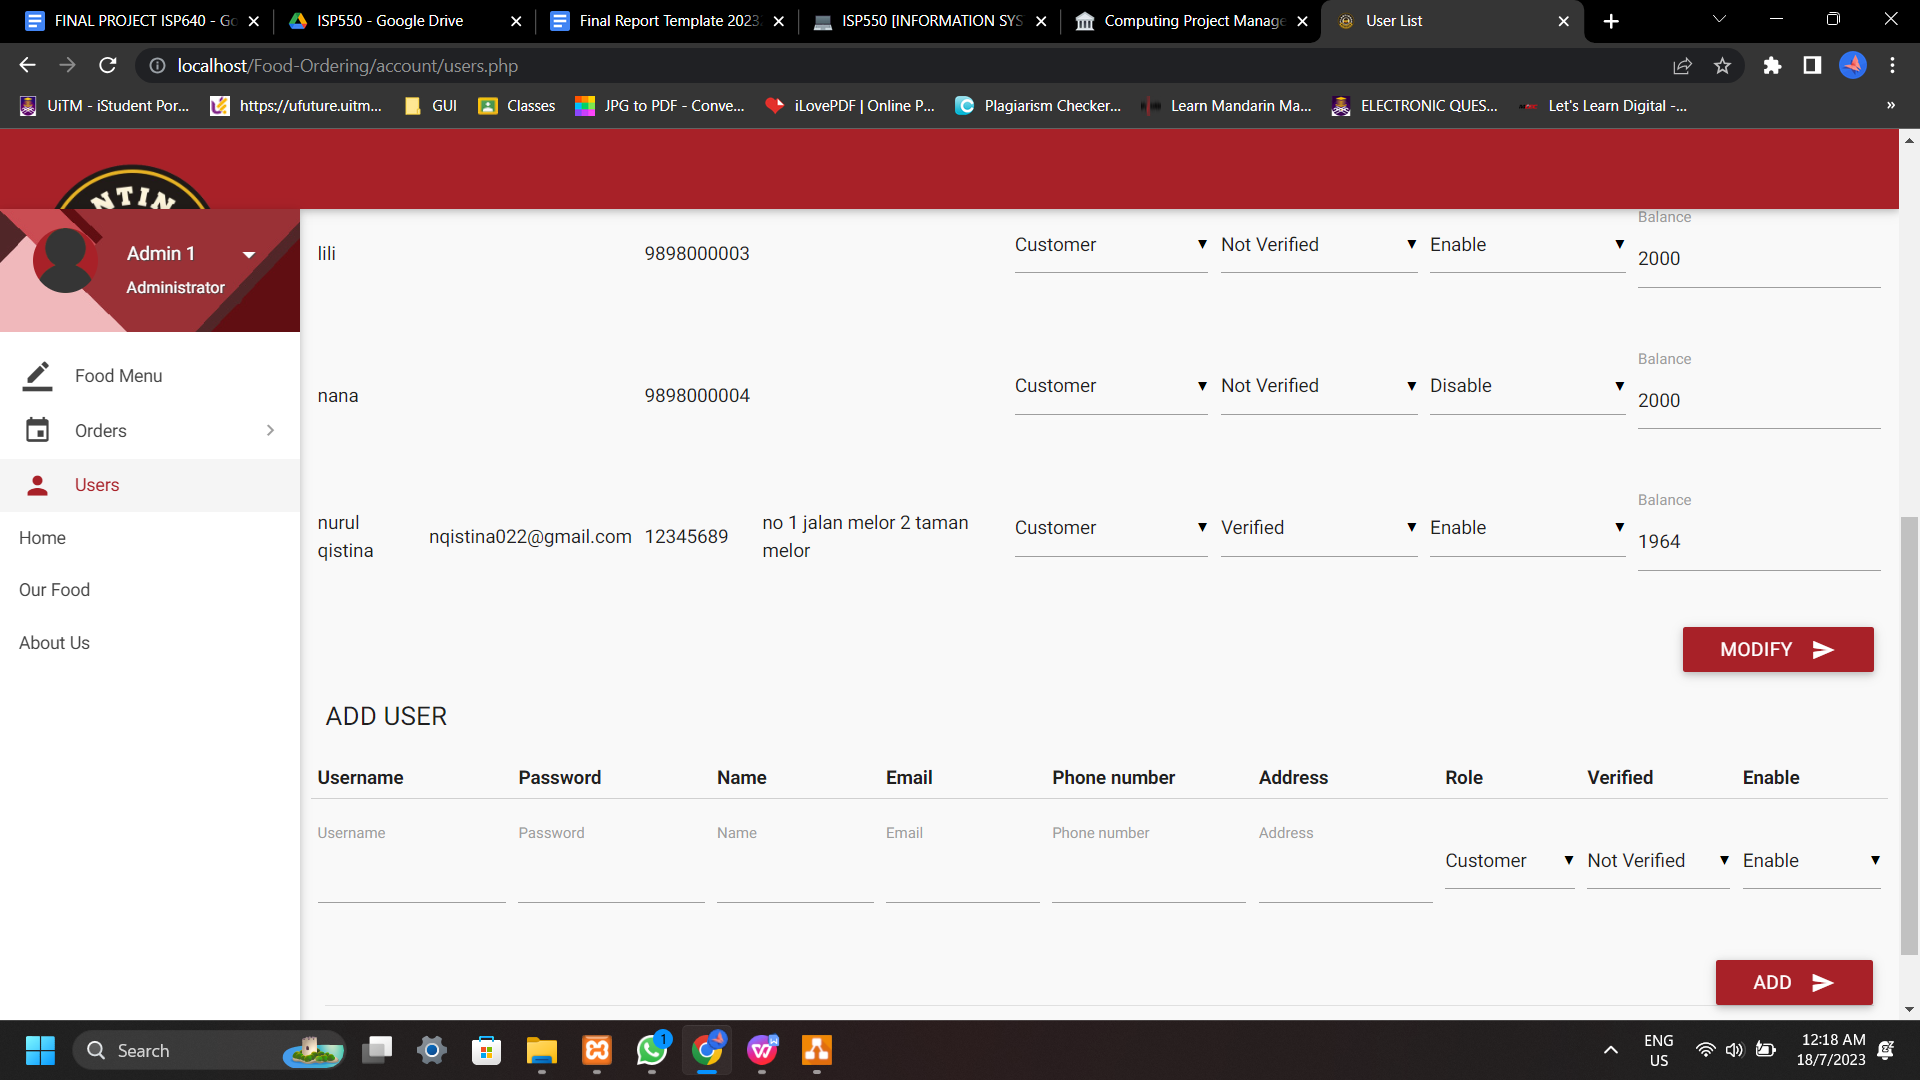 FINAL PROJECT ISP640 - Go
ISP550 - Google Drive
Final Report Template 2023
ISP550 [INFORMATION SYS
Computing Project Manage
User List
localhost/Food-Ordering/account/users.php
UiTM - iStudent Por...
https://ufuture.uitm...
GUI
Classes
JPG to PDF - Conve...
iLovePDF | Online P...
Plagiarism Checker...
Learn Mandarin Ma...
ELECTRONIC QUES...
Let's Learn Digital -...
»
NTIN
Admin 1
Administrator
Food Menu
Orders
Users
Home
Our Food
About Us
Balance
lili 9898000003 Customer Not Verified Enable 2000
Balance
nana 9898000004 Customer Not Verified Disable 2000
Balance
nurul qistina nqistina022@gmail.com 12345689 no 1 jalan melor 2 taman melor Customer Verified Enable 1964
MODIFY
ADD USER
Username Password Name Email Phone number Address Role Verified Enable
Username Password Name Email Phone number Address
Customer Not Verified Enable
ADD
Search
1
ENG
US
12:18 AM
18/7/2023